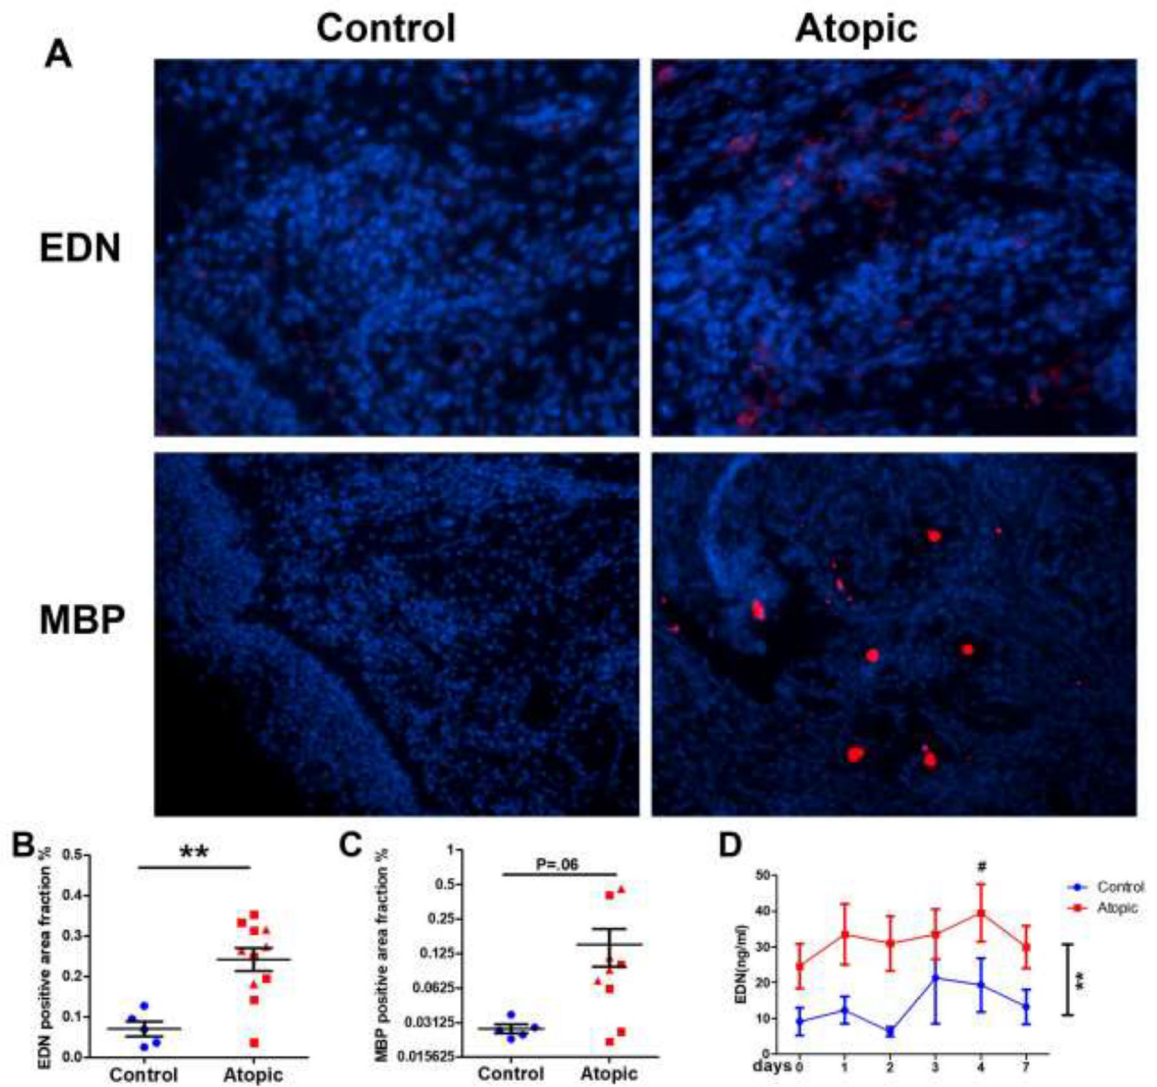 Control Atopic
A
EDN
MBP
B
EDN positive area fraction %
0.5
0.4
0.3
0.2
0.1
0.0
**
Control Atopic
C
MBP positive area fraction %
1
0.5
0.25
0.125
0.0625
0.03125
0.015625
P=.06
Control Atopic
D
EDN(ng/ml)
50
40
30
20
10
0
#
Control
Atopic
**
days 0 1 2 3 4 7